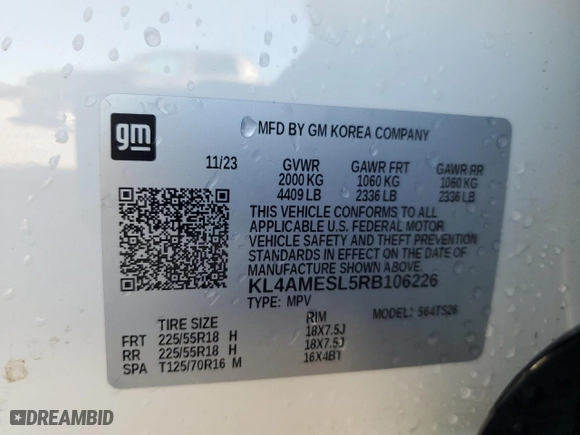 gm
MFD BY GM KOREA COMPANY
11/23 GVWR GAWR FRT GAWR RR
2000 KG 1060 KG 1060 KG
4409 LB 2336 LB 2336 LB
THIS VEHICLE CONFORMS TO ALL
APPLICABLE U.S. FEDERAL MOTOR
VEHICLE SAFETY AND THEFT PREVENTION
STANDARDS IN EFFECT ON THE DATE OF
MANUFACTURE SHOWN ABOVE.
KL4AMESL5RB106226
TYPE: MPV MODEL: 564TS26
TIRE SIZE RIM
FRT 225/55R18 H 18X7.5J
RR 225/55R18 H 18X7.5J
SPA T125/70R16 M 16X4BT
DREAMBID